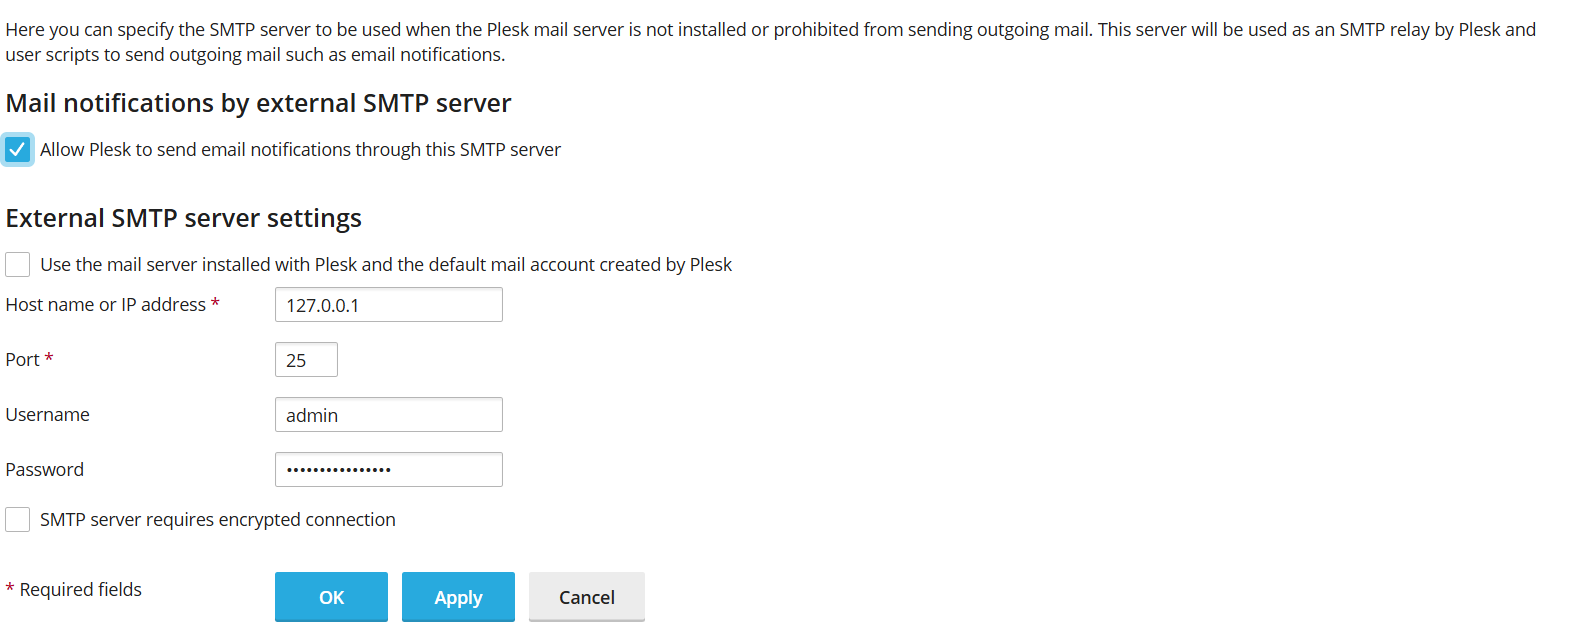 Here you can specify the SMTP server to be used when the Plesk mail server is not installed or prohibited from sending outgoing mail. This server will be used as an SMTP relay by Plesk and
user scripts to send outgoing mail such as email notifications.
Mail notifications by external SMTP server
Allow Plesk to send email notifications through this SMTP server
External SMTP server settings
Use the mail server installed with Plesk and the default mail account created by Plesk
Host name or IP address * 127.0.0.1
Port * 25
Username admin
Password ••••••••••••••••
SMTP server requires encrypted connection
* Required fields OK Apply Cancel